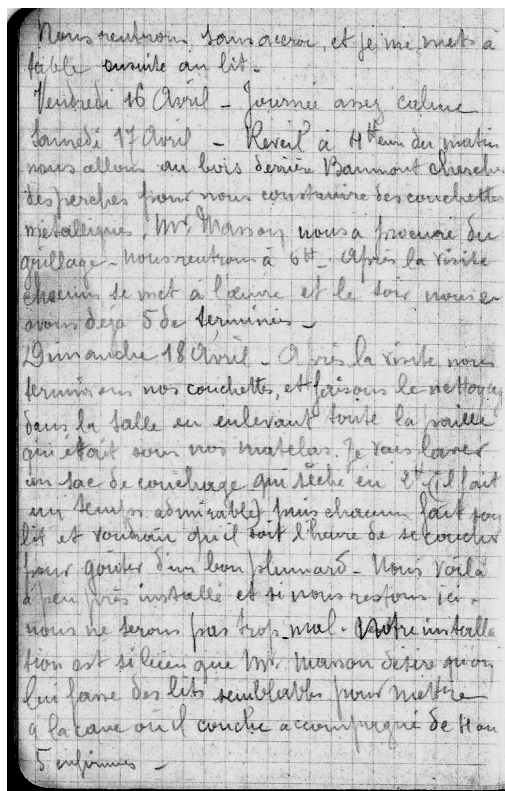 Nous rentrons sans accroc, et je me mets à
table ensuite au lit -
Vendredi 16 Avril - Journée assez calme
Samedi 17 Avril - Réveil à 4 Heures du matin
nous allons au bois derrière Baumont cherche
des perches pour nous construire des couchettes
métalliques, Mr. Masson nous a procuré du
grillage - nous rentrons à 6H - Après la visite
chacun se met à l'œuvre et le soir nous en
avons déjà 5 de terminées -
Dimanche 18 Avril - Après la visite nous
terminons nos couchettes, et faisons le nettoyag
dans la salle en enlevant toute la paille
qui était sous nos matelas. Je vais laver
un sac de couchage qui sèche en 2H (Il fait
un temps admirable) puis chacun fait son
lit et voudrait qu'il soit l'heure de se coucher
pour goûter d'un bon plumard - Nous voilà
à peu près installé et si nous restons ici -
nous ne serons pas trop mal. Notre installa
tion est si bien que Mr. Masson désire qu'on
lui fasse des lits semblables pour mettre
à la cave où il couche accompagné de 4 ou
5 infirmiers -